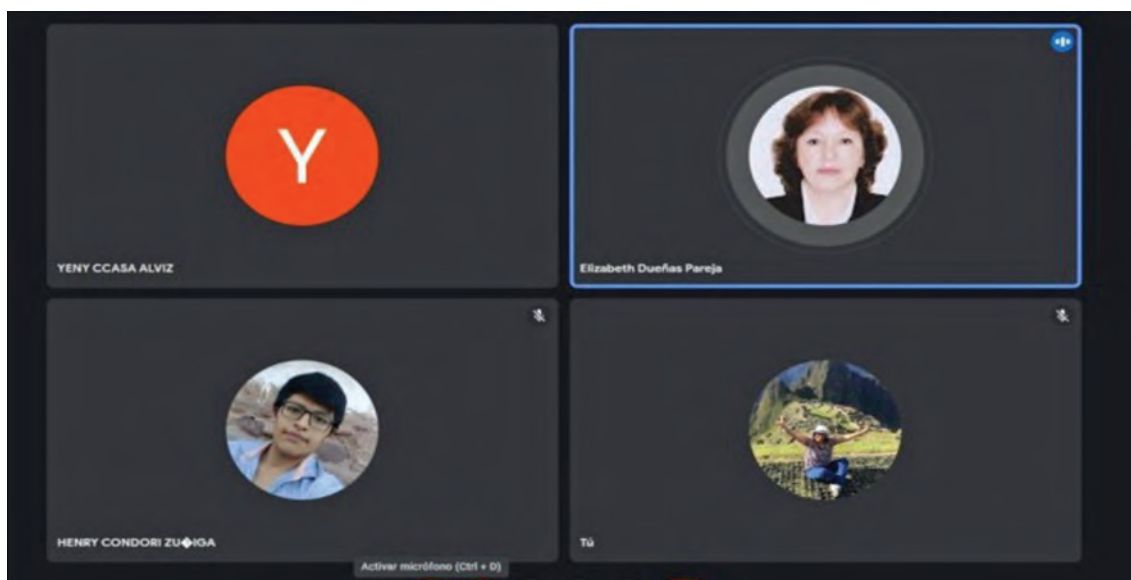 Y
YENY CCASA ALVIZ
Elizabeth Dueñas Pareja
HENRY CONDORI ZU�IGA
Tú
Activar micrófono (Ctrl + D)